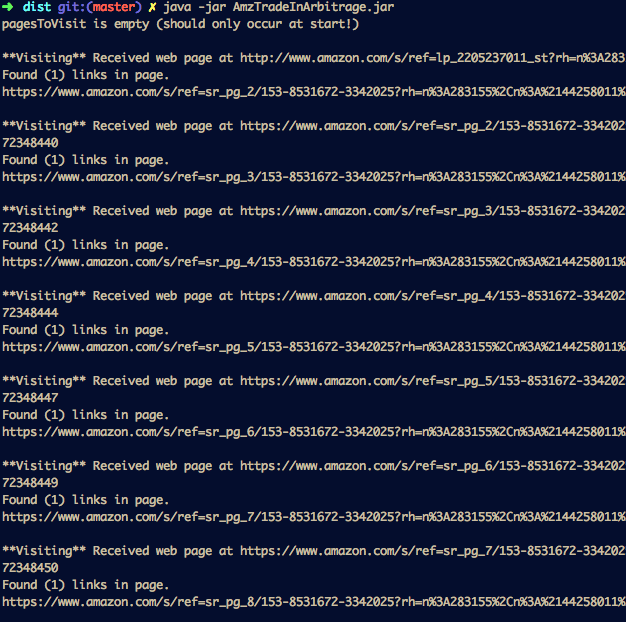 ➜ dist git:(master) ✗ java -jar AmzTradeInArbitrage.jar
pagesToVisit is empty (should only occur at start!)
**Visiting** Received web page at http://www.amazon.com/s/ref=lp_2205237011_st?rh=n%3A283
Found (1) links in page.
https://www.amazon.com/s/ref=sr_pg_2/153-8531672-3342025?rh=n%3A283155%2Cn%3A%2144258011%
**Visiting** Received web page at https://www.amazon.com/s/ref=sr_pg_2/153-8531672-334202
72348440
Found (1) links in page.
https://www.amazon.com/s/ref=sr_pg_3/153-8531672-3342025?rh=n%3A283155%2Cn%3A%2144258011%
**Visiting** Received web page at https://www.amazon.com/s/ref=sr_pg_3/153-8531672-334202
72348442
Found (1) links in page.
https://www.amazon.com/s/ref=sr_pg_4/153-8531672-3342025?rh=n%3A283155%2Cn%3A%2144258011%
**Visiting** Received web page at https://www.amazon.com/s/ref=sr_pg_4/153-8531672-334202
72348444
Found (1) links in page.
https://www.amazon.com/s/ref=sr_pg_5/153-8531672-3342025?rh=n%3A283155%2Cn%3A%2144258011%
**Visiting** Received web page at https://www.amazon.com/s/ref=sr_pg_5/153-8531672-334202
72348447
Found (1) links in page.
https://www.amazon.com/s/ref=sr_pg_6/153-8531672-3342025?rh=n%3A283155%2Cn%3A%2144258011%
**Visiting** Received web page at https://www.amazon.com/s/ref=sr_pg_6/153-8531672-334202
72348449
Found (1) links in page.
https://www.amazon.com/s/ref=sr_pg_7/153-8531672-3342025?rh=n%3A283155%2Cn%3A%2144258011%
**Visiting** Received web page at https://www.amazon.com/s/ref=sr_pg_7/153-8531672-334202
72348450
Found (1) links in page.
https://www.amazon.com/s/ref=sr_pg_8/153-8531672-3342025?rh=n%3A283155%2Cn%3A%2144258011%